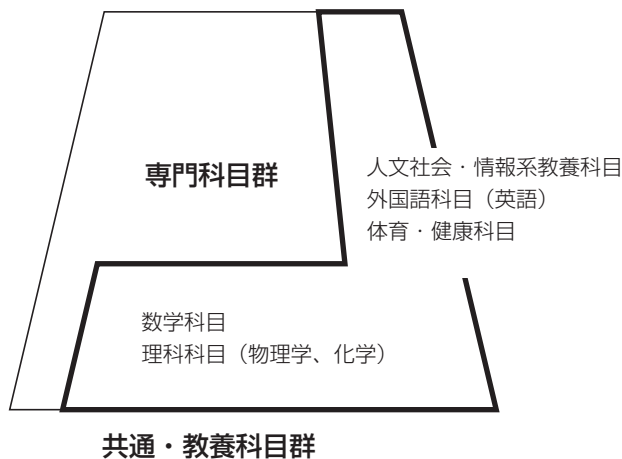 専門科目群
人文社会・情報系教養科目
外国語科目（英語）
体育・健康科目
数学科目
理科科目（物理学、化学）
共通・教養科目群